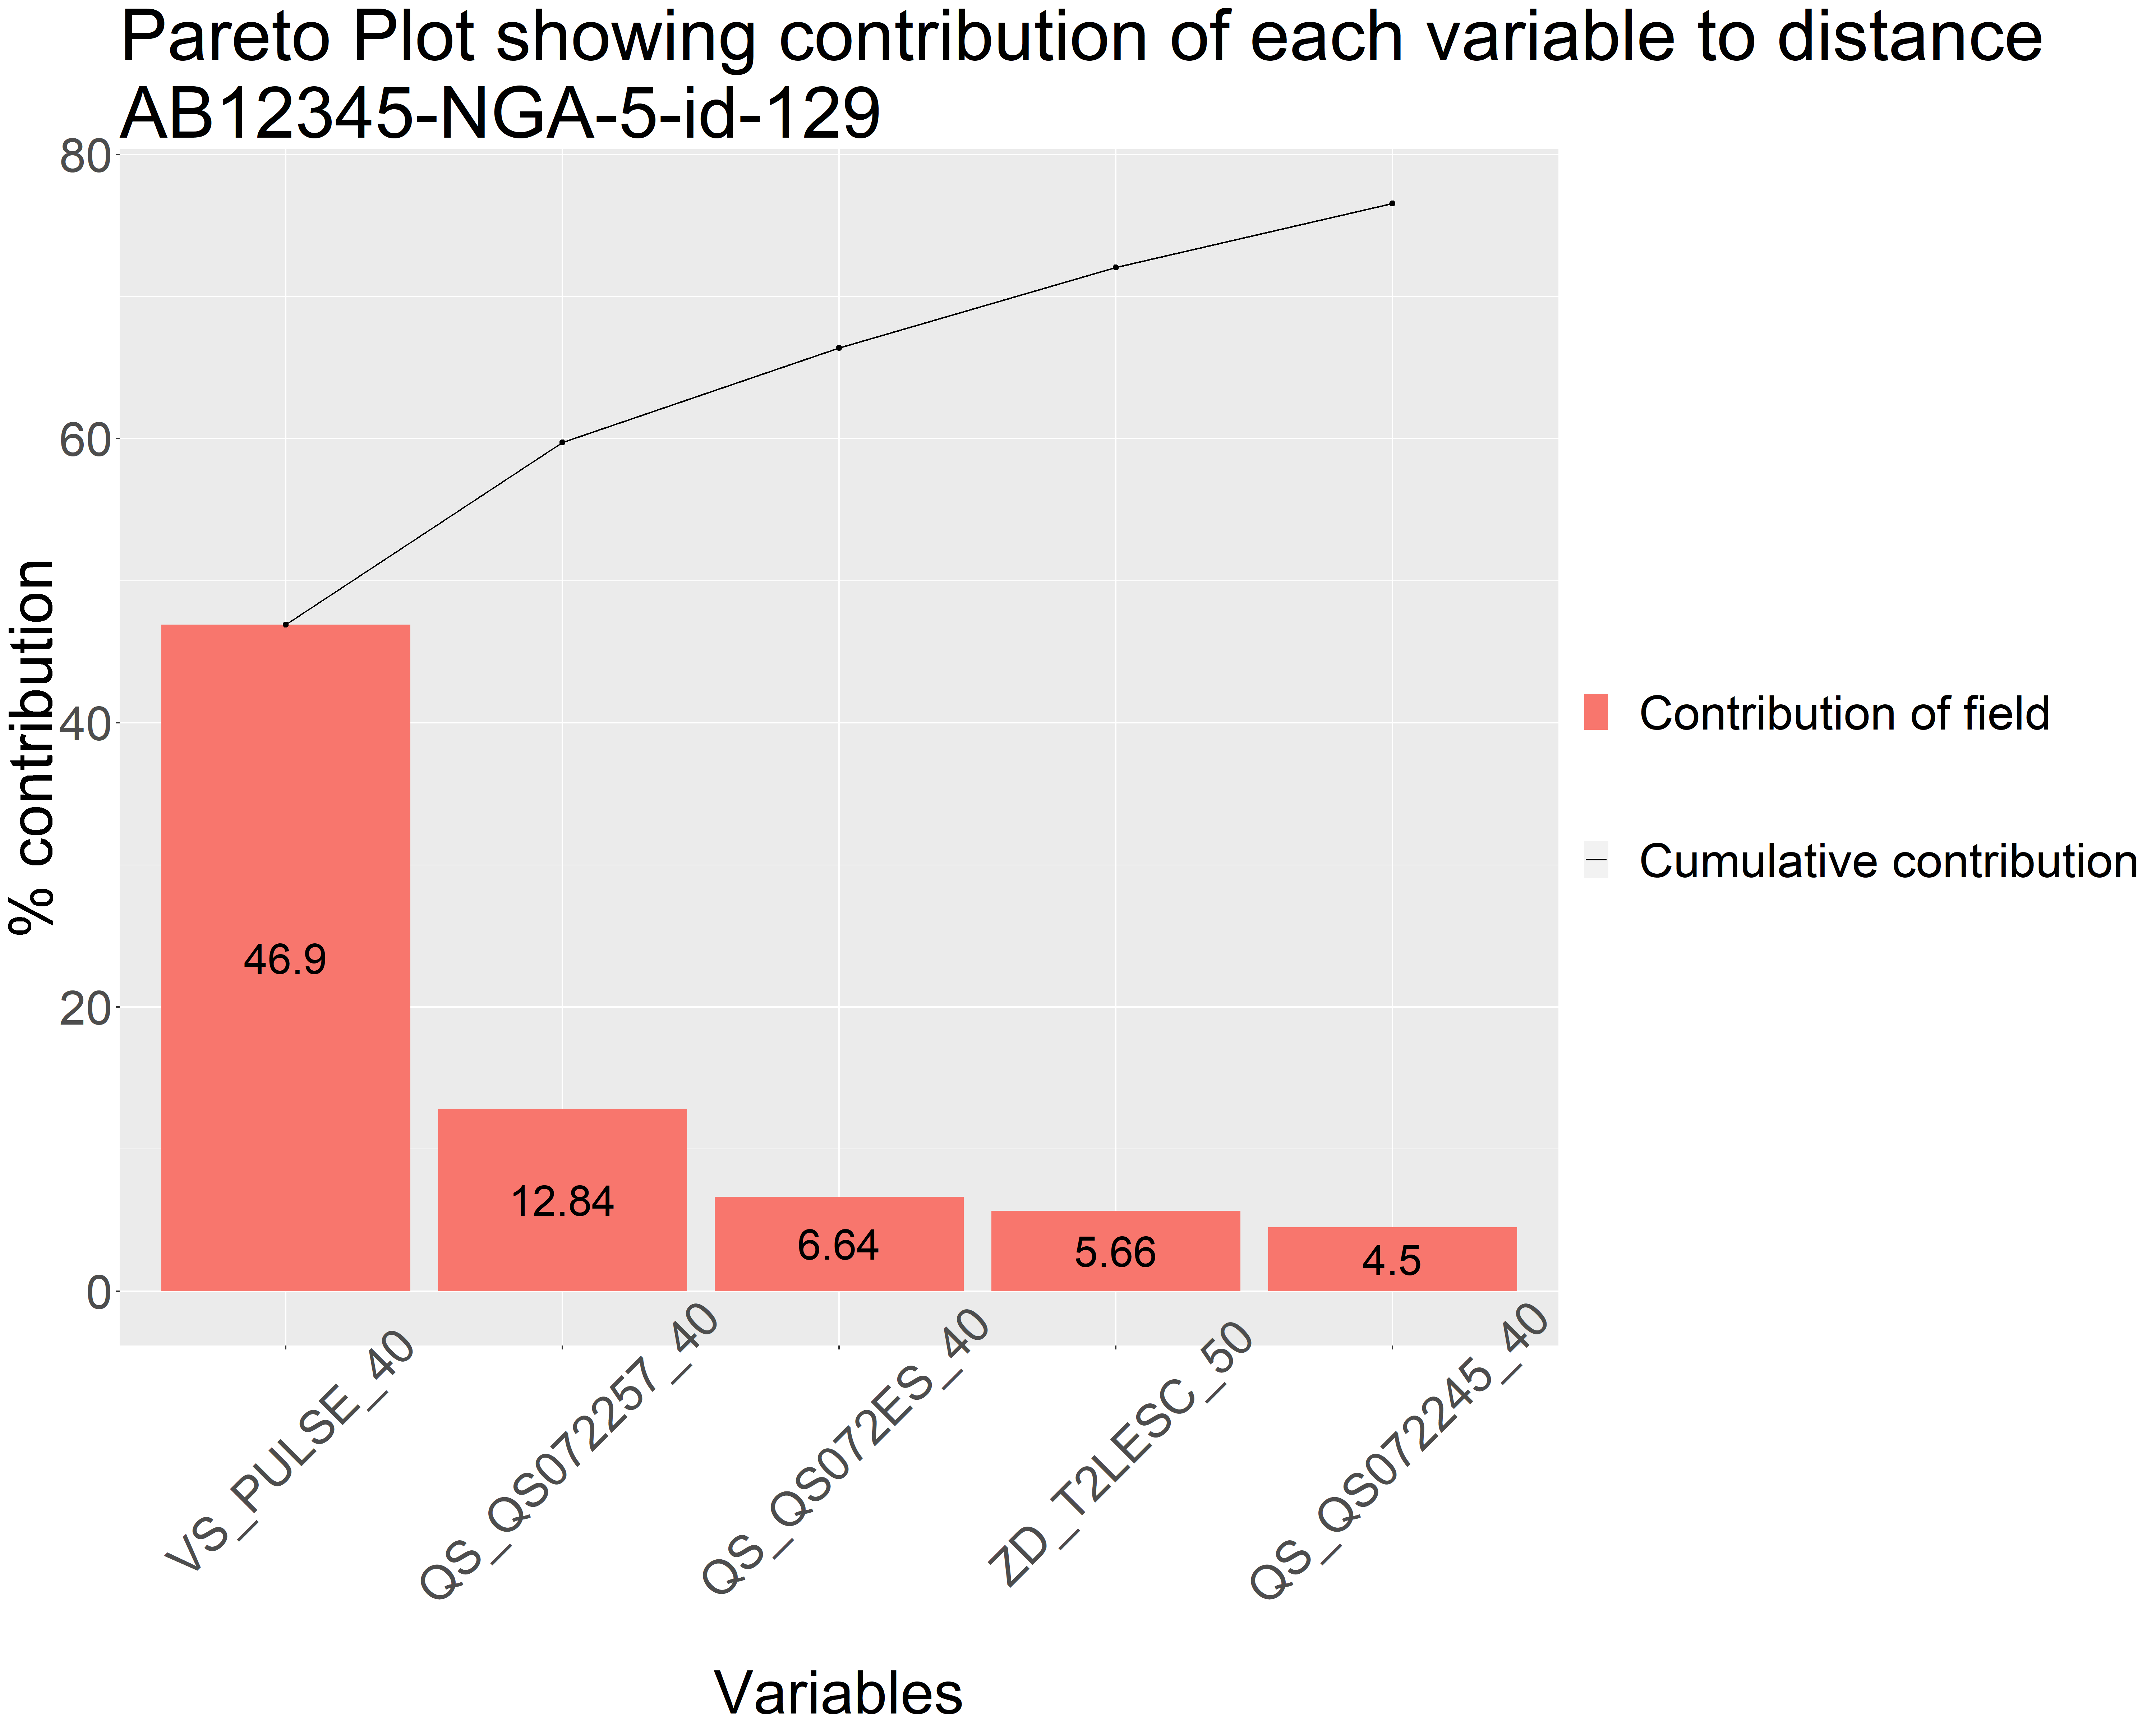 Pareto Plot showing contribution of each variable to distance
AB12345-NGA-5-id-129
% contribution
80
60
40
20
0
46.9
12.84
6.64
5.66
4.5
VS_PULSE_40
QS_QS072257_40
QS_QS072ES_40
ZD_T2LESC_50
QS_QS072245_40
Variables
Contribution of field
Cumulative contribution